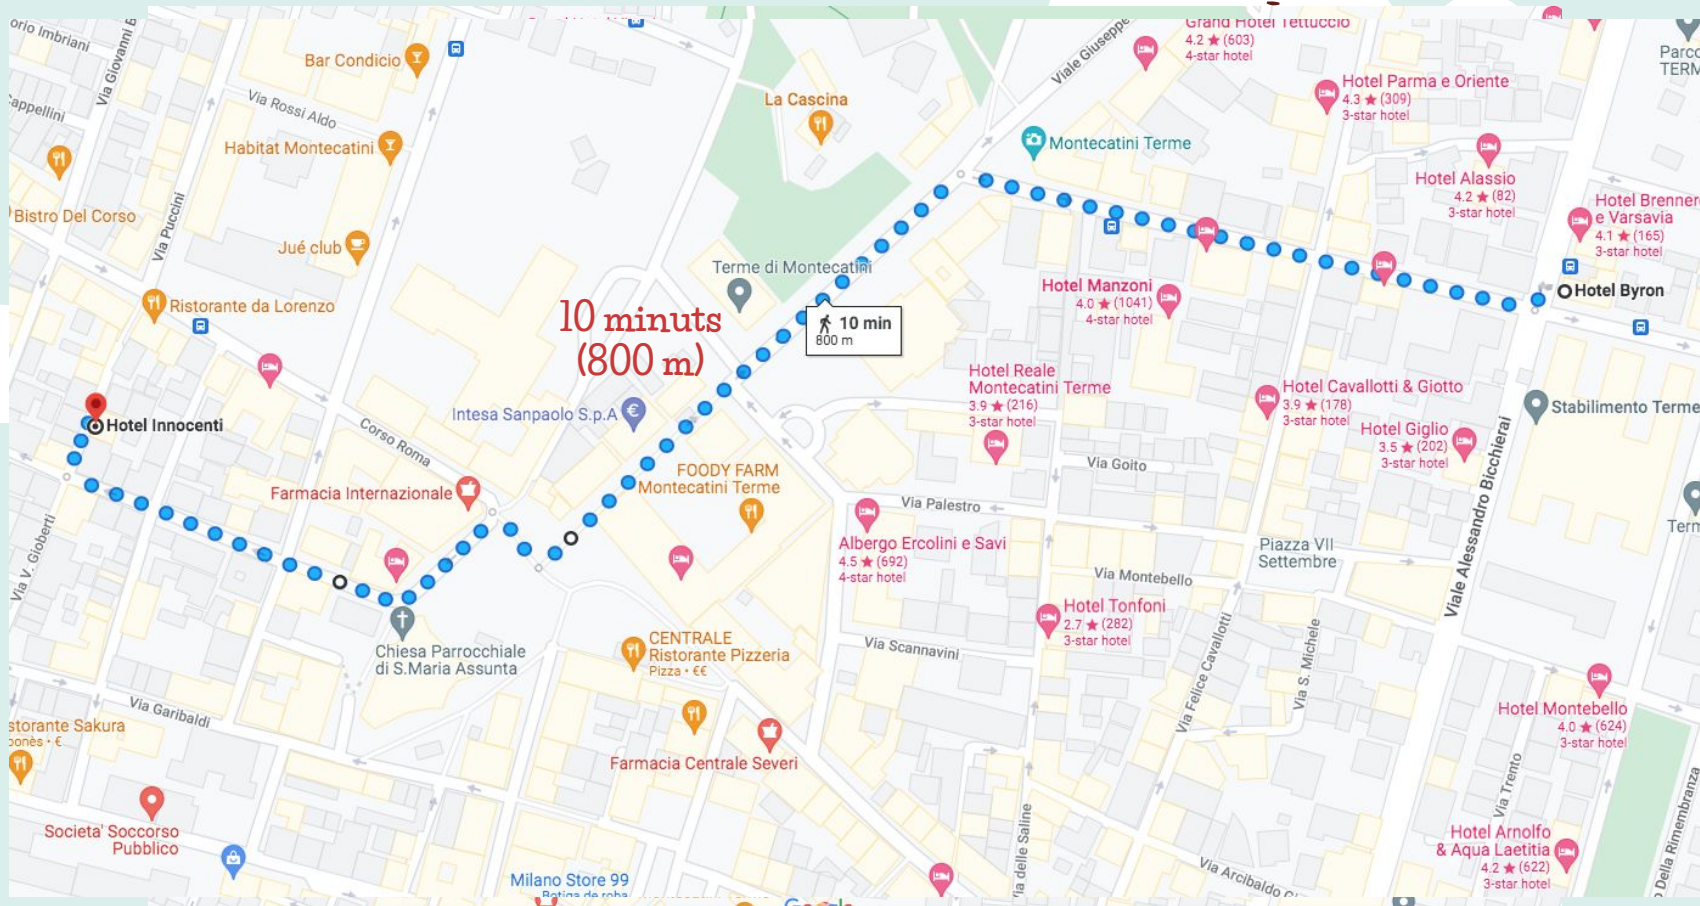 Grand Hotel Tettuccio
4.2 ★ (603)
4-star hotel
Viale Giuseppe
Via Giovanni
Bar Condicio
Via Rossi Aldo
La Cascina
Hotel Parma e Oriente
4.3 ★ (309)
3-star hotel
Habitat Montecatini
Montecatini Terme
Hotel Alassio
4.2 ★ (82)
3-star hotel
Hotel Brenner
e Varsavia
4.1 ★ (165)
3-star hotel
Bistro Del Corso
Via Puccini
Jué club
Terme di Montecatini
Hotel Manzoni
4.0 ★ (1041)
4-star hotel
Hotel Byron
Ristorante da Lorenzo
10 minuts
(800 m)
10 min
800 m
Hotel Reale
Montecatini Terme
3.9 ★ (216)
3-star hotel
Hotel Cavallotti & Giotto
3.9 ★ (178)
3-star hotel
Stabilimento Terme
Hotel Innocenti
Intesa Sanpaolo S.p.A
Corso Roma
Hotel Giglio
3.5 ★ (202)
3-star hotel
Viale Alessandro Bicchierai
Via Goito
FOODY FARM
Montecatini Terme
Farmacia Internazionale
Via Palestro
Via V. Gioberti
Albergo Ercolini e Savi
4.5 ★ (692)
4-star hotel
Piazza VII
Settembre
Via Montebello
Hotel Tonfoni
2.7 ★ (282)
3-star hotel
Chiesa Parrocchiale
di S.Maria Assunta
CENTRALE
Ristorante Pizzeria
Pizza • €€
Via Scannavini
Via Felice Cavallotti
Via S. Michele
Via Garibaldi
Hotel Montebello
4.0 ★ (624)
3-star hotel
Farmacia Centrale Severi
Via Trento
Societa' Soccorso
Pubblico
Via delle Saline
Hotel Arnolfo
& Aqua Laetitia
4.2 ★ (622)
3-star hotel
Della Rimembranza
Via Arcibaldo
Milano Store 99
Botiga de roba